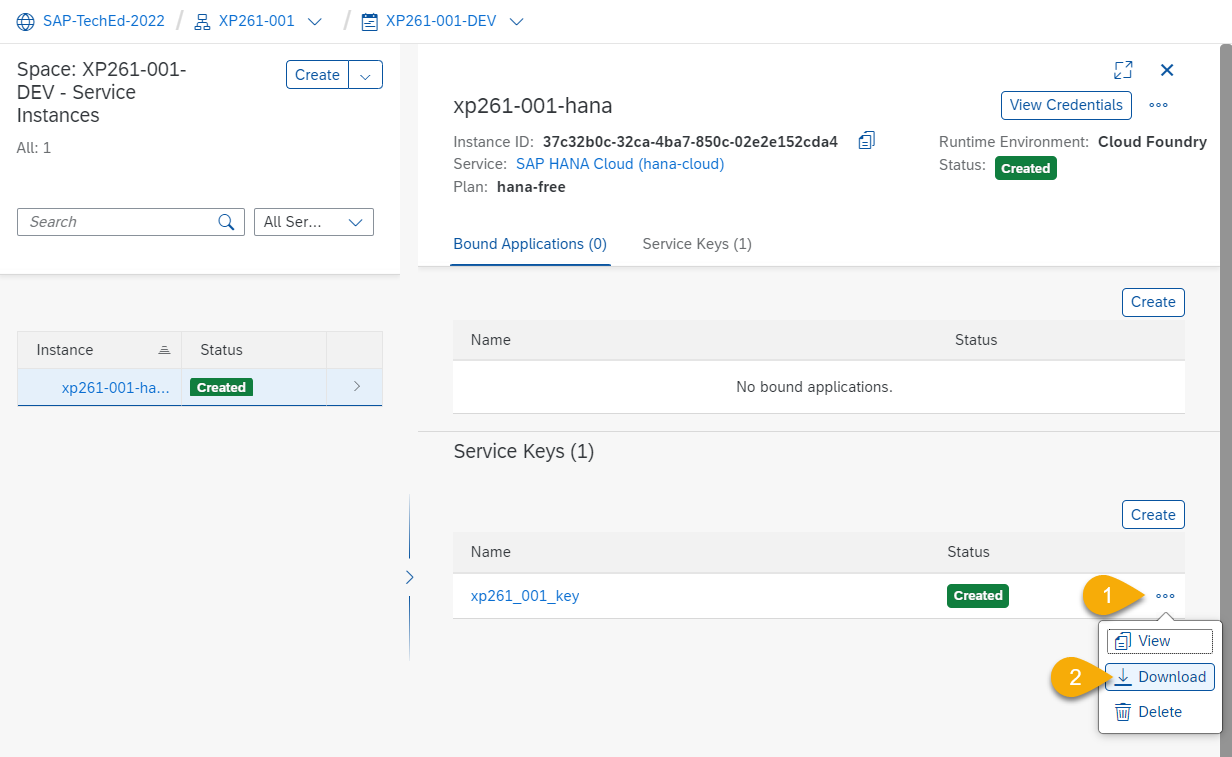 SAP-TechEd-2022 / XP261-001 / XP261-001-DEV
Space: XP261-001-
DEV - Service
Instances
Create
All: 1
Search
All Ser...
Instance Status
xp261-001-ha... Created
xp261-001-hana
View Credentials
Instance ID: 37c32b0c-32ca-4ba7-850c-02e2e152cda4
Service: SAP HANA Cloud (hana-cloud)
Plan: hana-free
Runtime Environment: Cloud Foundry
Status: Created
Bound Applications (0) Service Keys (1)
Create
Name Status
No bound applications.
Service Keys (1)
Create
Name Status
xp261_001_key Created
1
View
2
Download
Delete